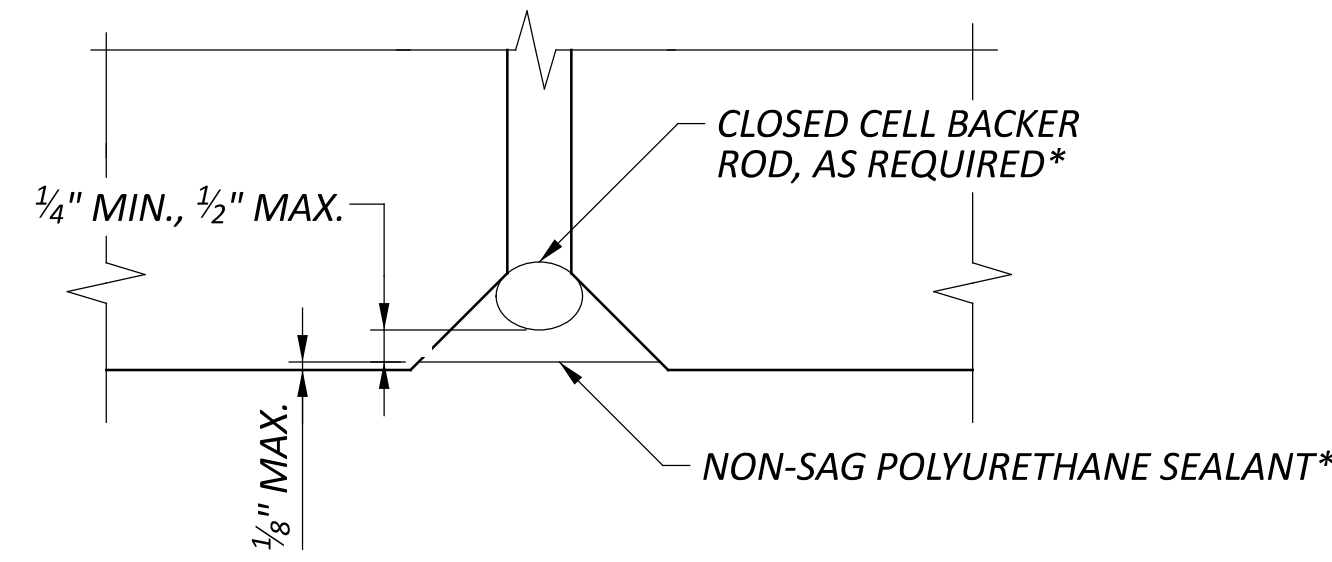 CLOSED CELL BACKER
ROD, AS REQUIRED*
¼" MIN., ½" MAX.
⅛" MAX.
NON-SAG POLYURETHANE SEALANT*